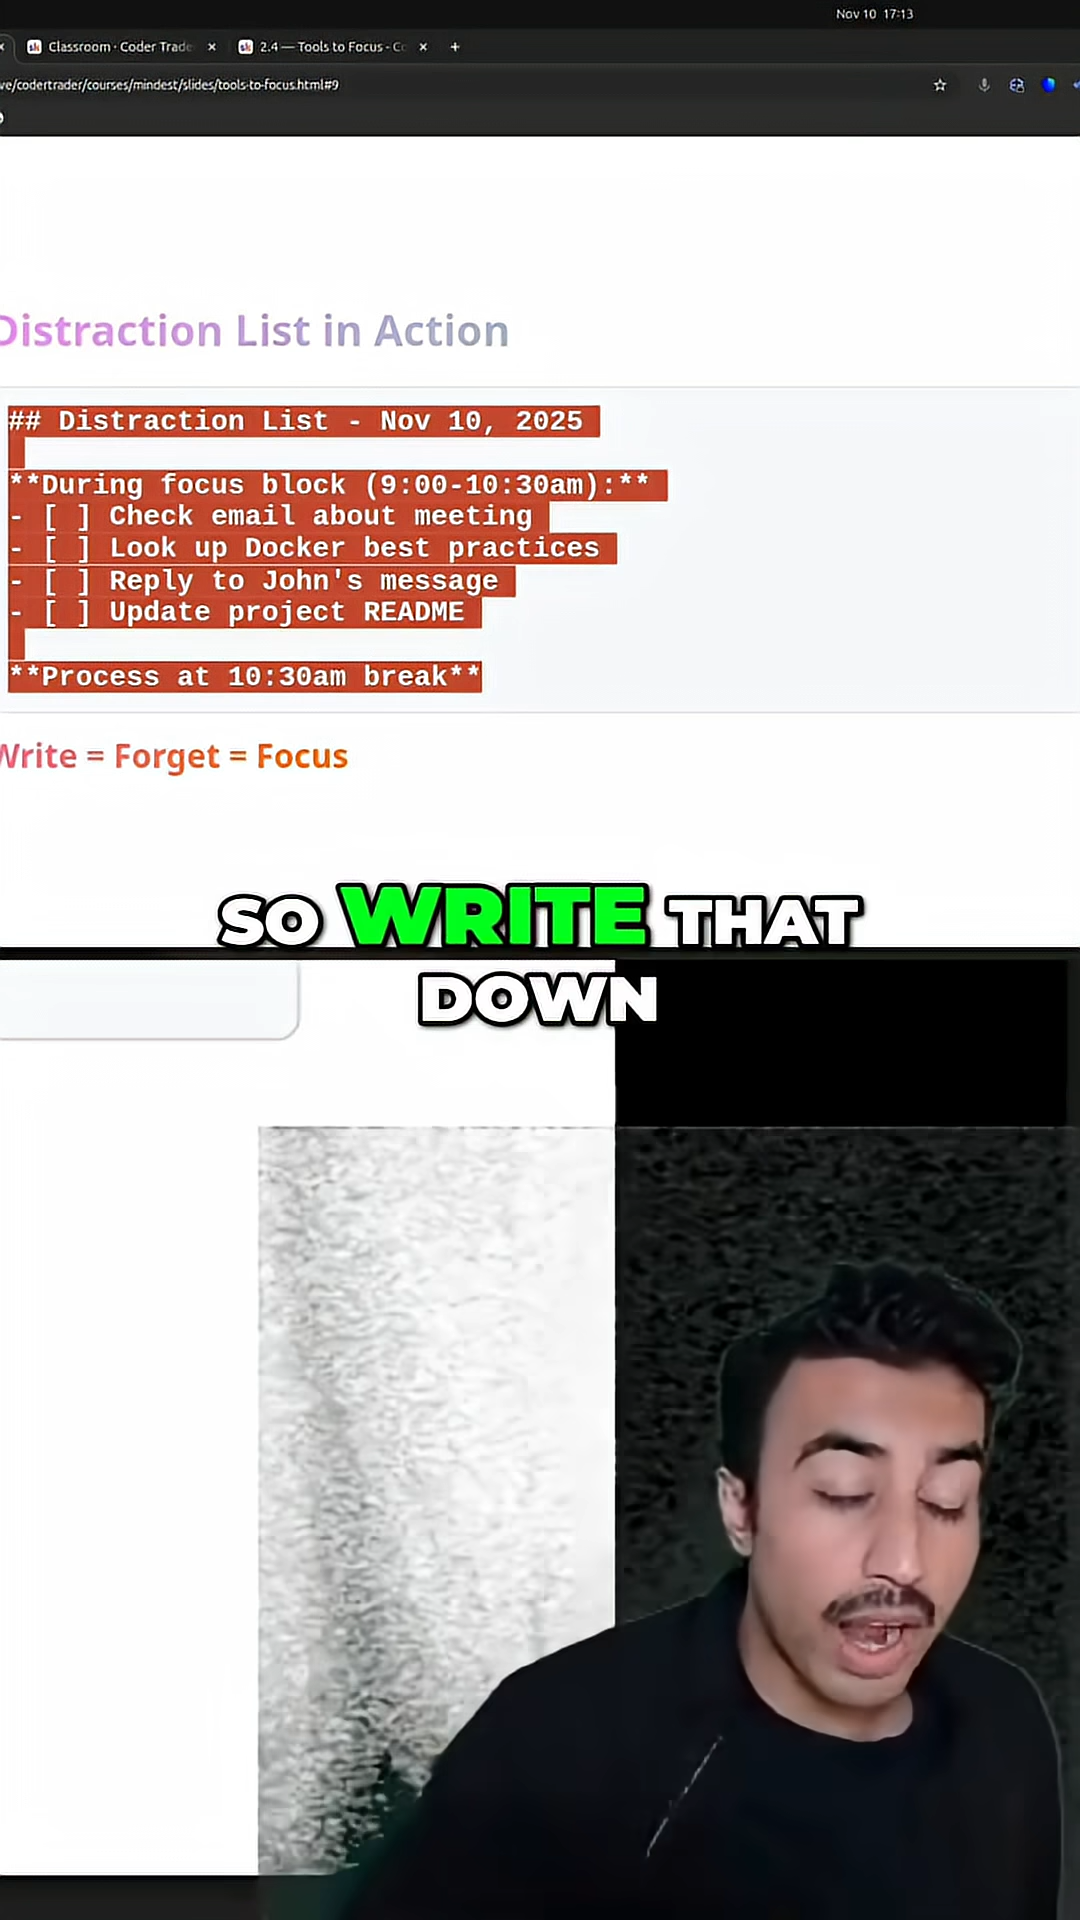 Nov 10 17:13
Classroom · Coder Trade
2.4 — Tools to Focus - Co
ve/codertrader/courses/mindest/slides/tools-to-focus.html#9
Distraction List in Action
## Distraction List - Nov 10, 2025
**During focus block (9:00-10:30am):**
- [ ] Check email about meeting
- [ ] Look up Docker best practices
- [ ] Reply to John's message
- [ ] Update project README
**Process at 10:30am break**
Write = Forget = Focus
SO WRITE THAT
DOWN